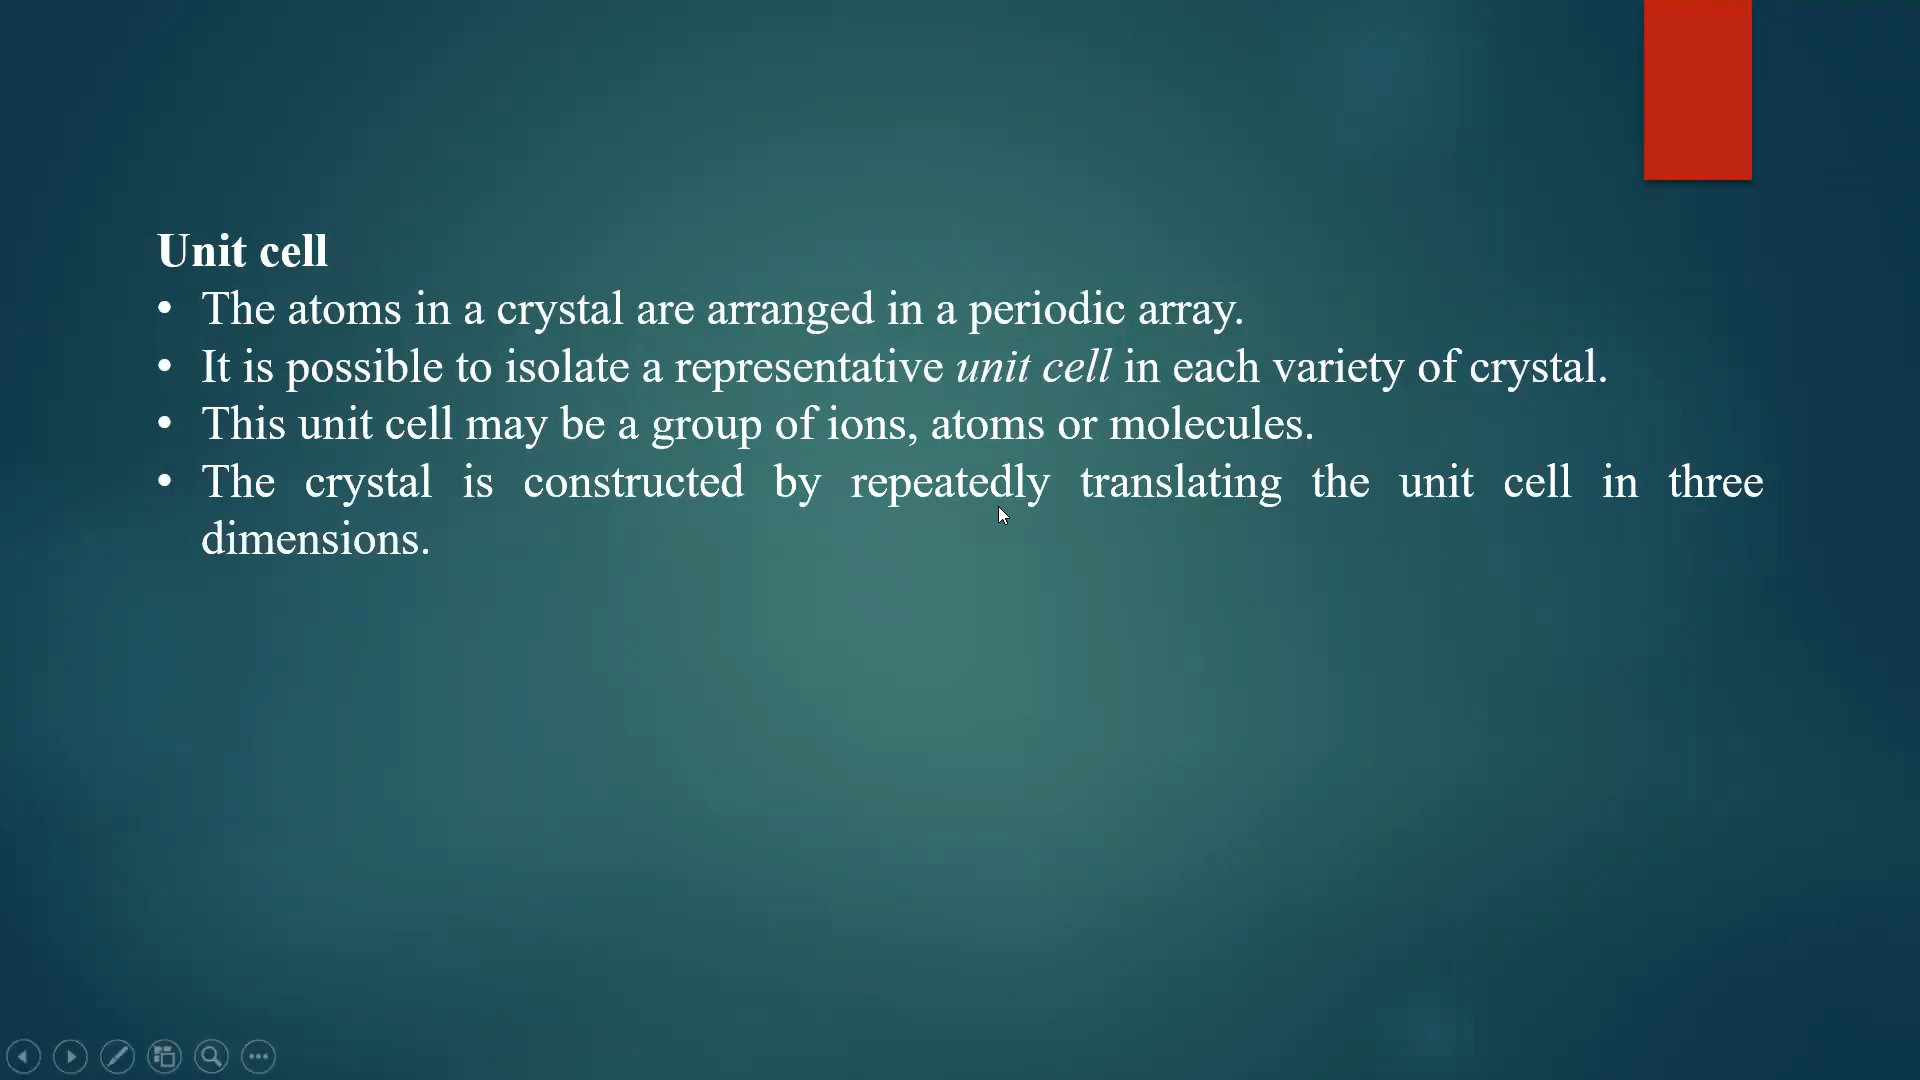 Unit cell
• The atoms in a crystal are arranged in a periodic array.
• It is possible to isolate a representative unit cell in each variety of crystal.
• This unit cell may be a group of ions, atoms or molecules.
• The crystal is constructed by repeatedly translating the unit cell in three
dimensions.